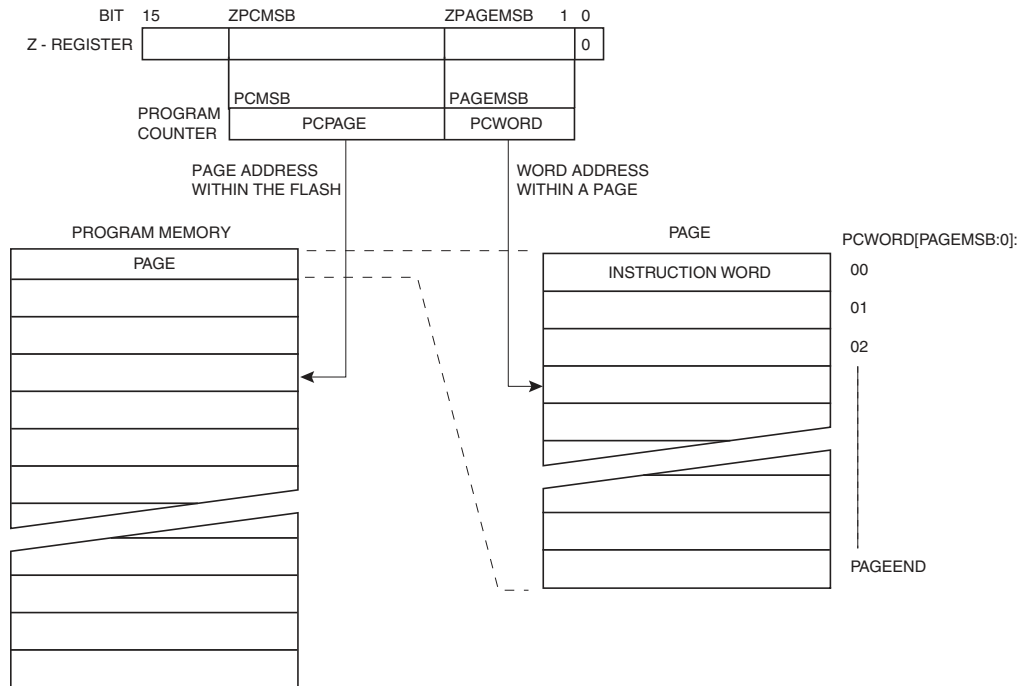 BIT 15 ZPCMSB ZPAGEMSB 1 0
Z - REGISTER 0
PCMSB PAGEMSB
PROGRAM
COUNTER
PCPAGE PCWORD
PAGE ADDRESS
WITHIN THE FLASH
WORD ADDRESS
WITHIN A PAGE
PROGRAM MEMORY
PAGE
PAGE
PCWORD[PAGEMSB:0]:
INSTRUCTION WORD 00
01
02
PAGEEND